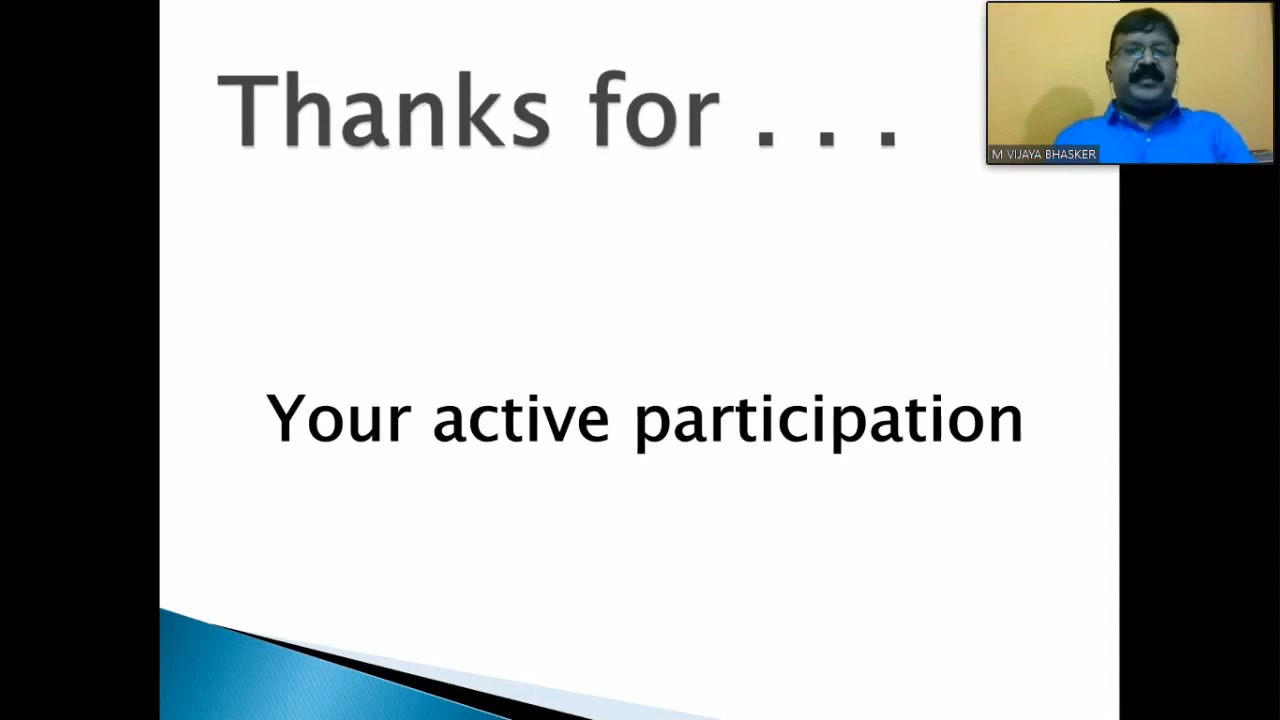 Thanks for . . .
M VIJAYA BHASKER
Your active participation